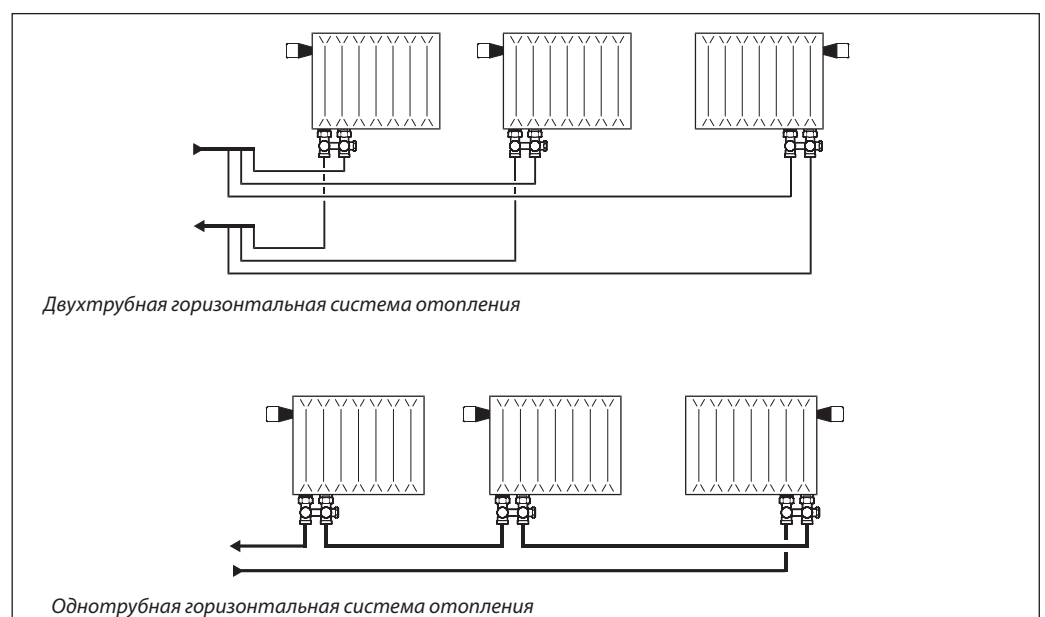 Двухтрубная горизонтальная система отопления
Однотрубная горизонтальная система отопления